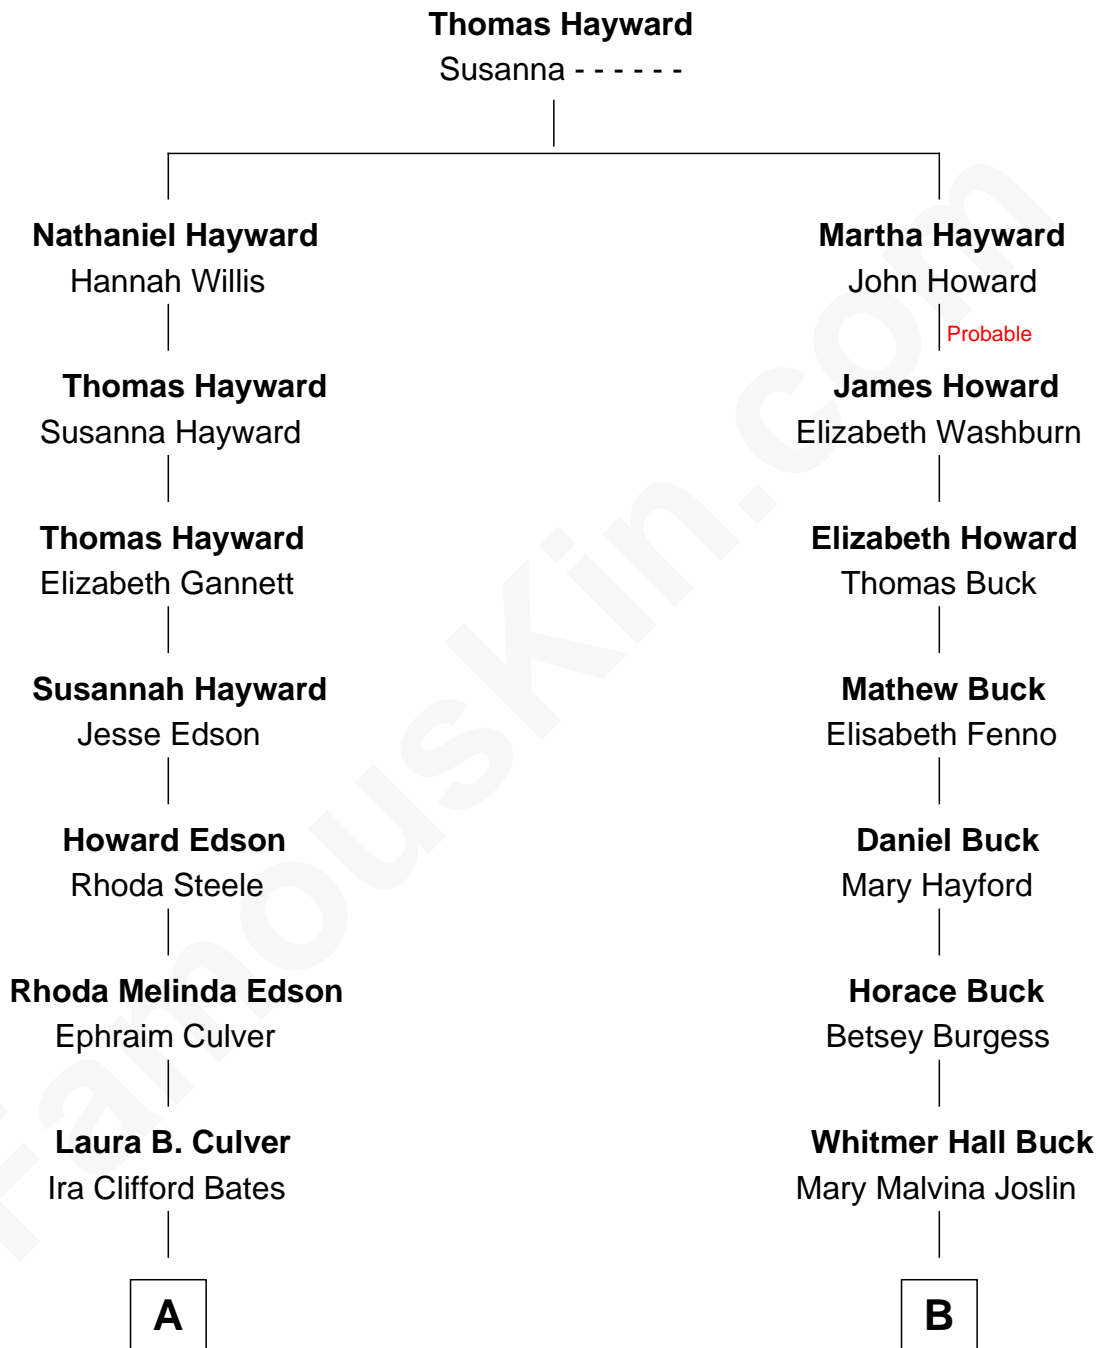 Thomas Hayward
Susanna - - - - - -
Nathaniel Hayward
Hannah Willis
Thomas Hayward
Susanna Hayward
Thomas Hayward
Elizabeth Gannett
Susannah Hayward
Jesse Edson
Howard Edson
Rhoda Steele
Rhoda Melinda Edson
Ephraim Culver
Laura B. Culver
Ira Clifford Bates
A
Martha Hayward
John Howard
Probable
James Howard
Elizabeth Washburn
Elizabeth Howard
Thomas Buck
Mathew Buck
Elisabeth Fenno
Daniel Buck
Mary Hayford
Horace Buck
Betsey Burgess
Whitmer Hall Buck
Mary Malvina Joslin
B
FamousKin.com